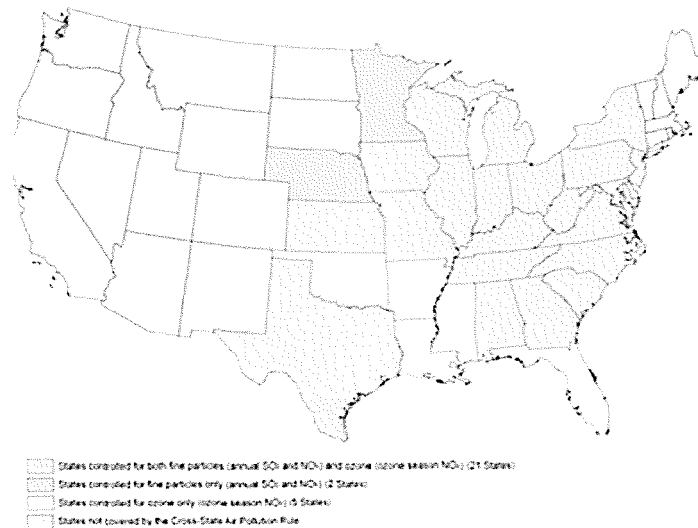 States controlled for both fine particles (annual SO₂ and NOₓ) and ozone (ozone season NOₓ) (21 States)
States controlled for fine particles only (annual SO₂ and NOₓ) (2 States)
States controlled for ozone only (ozone season NOₓ) (5 States)
States not covered by the Cross-State Air Pollution Rule